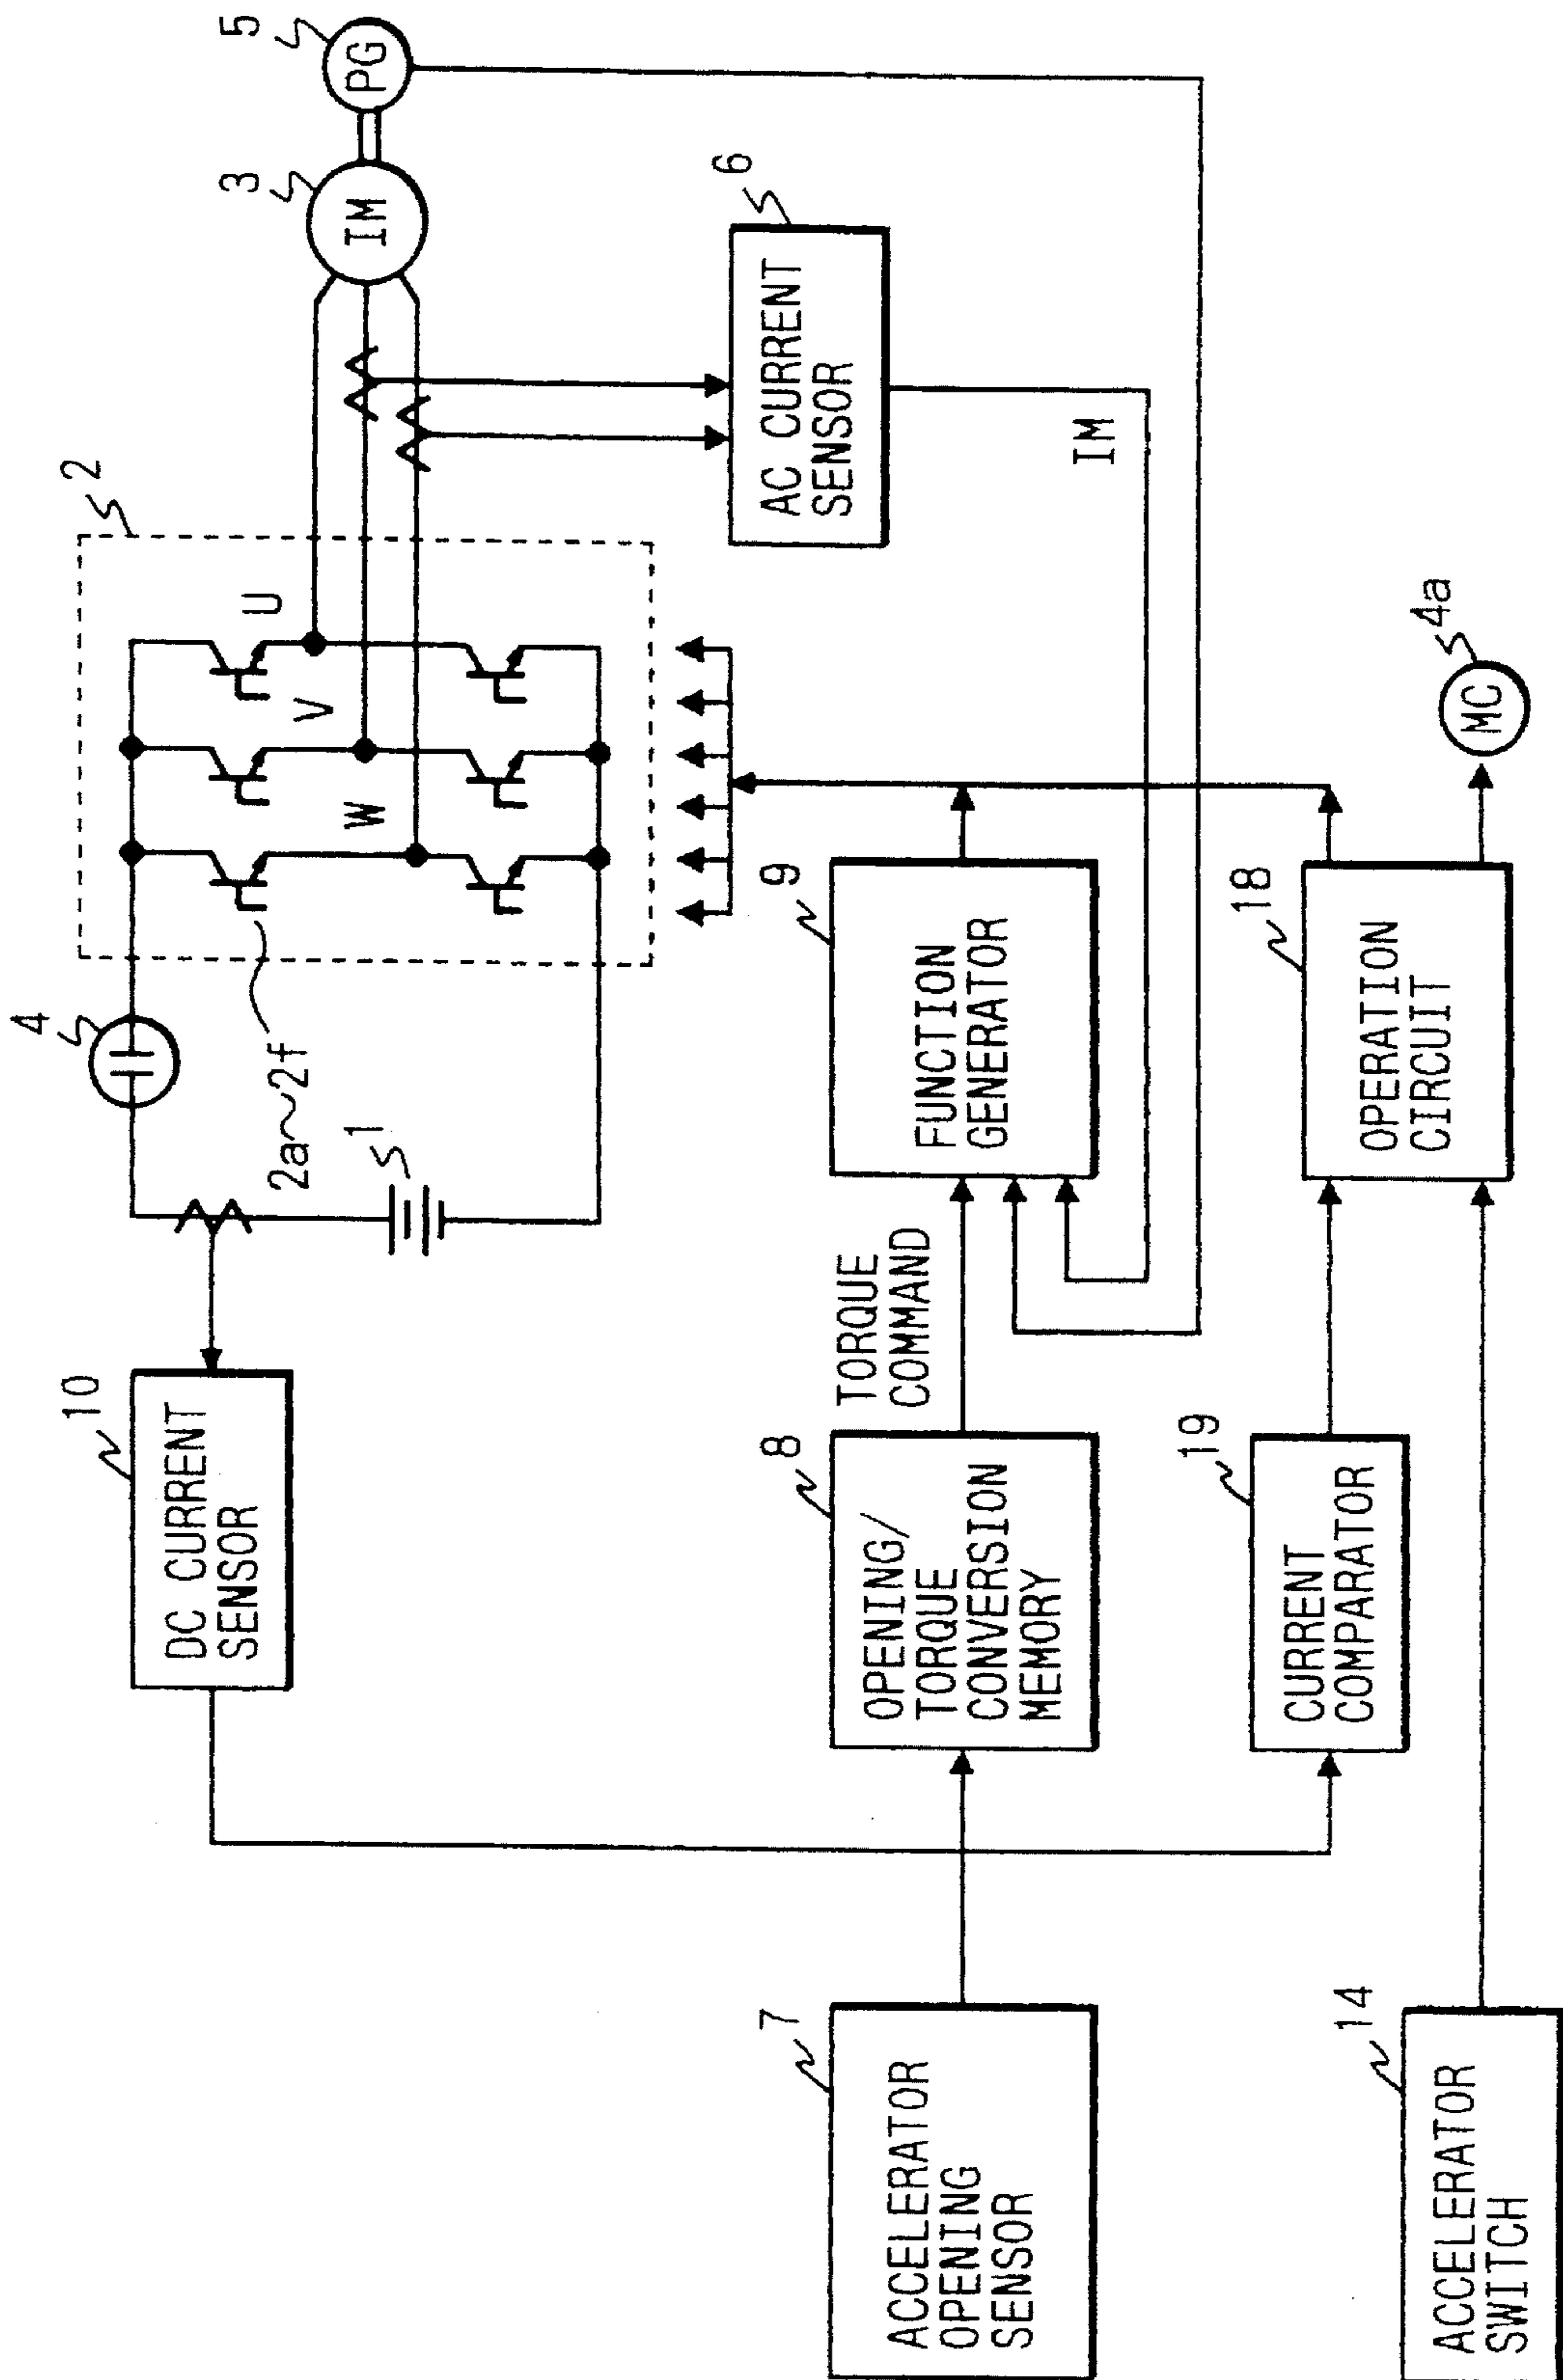 5
PG
3
IM
2
U
V
W
4
2a~2f
1
6
AC CURRENT
SENSOR
IM
10
DC CURRENT
SENSOR
7
ACCELERATOR
OPENING
SENSOR
8
OPENING/
TORQUE
CONVERSION
MEMORY
TORQUE
COMMAND
9
FUNCTION
GENERATOR
19
CURRENT
COMPARATOR
18
OPERATION
CIRCUIT
4a
MC
14
ACCELERATOR
SWITCH